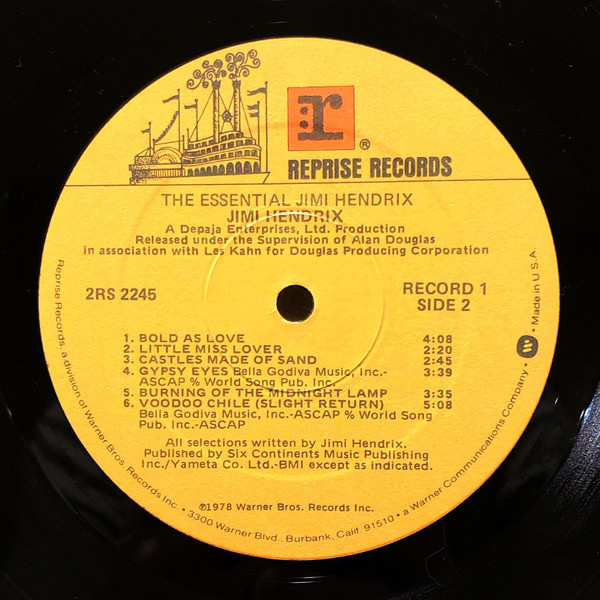 r
®
REPRISE RECORDS
THE ESSENTIAL JIMI HENDRIX
JIMI HENDRIX
A Depaja Enterprises, Ltd. Production
Released under the Supervision of Alan Douglas
in association with Les Kahn for Douglas Producing Corporation
2RS 2245
RECORD 1
SIDE 2
1. BOLD AS LOVE 4:08
2. LITTLE MISS LOVER 2:20
3. CASTLES MADE OF SAND 2:45
4. GYPSY EYES Bella Godiva Music, Inc.- 3:39
ASCAP % World Song Pub. Inc.
5. BURNING OF THE MIDNIGHT LAMP 3:35
6. VOODOO CHILE (SLIGHT RETURN) 5:08
Bella Godiva Music, Inc.-ASCAP % World Song
Pub. Inc.-ASCAP
All selections written by Jimi Hendrix.
Published by Six Continents Music Publishing
Inc./Yameta Co. Ltd.-BMI except as indicated.
℗1978 Warner Bros. Records Inc.
Reprise Records, a division of Warner Bros. Records Inc. • 3300 Warner Blvd., Burbank, Calif. 91510 • a Warner Communications Company • W • Made in U.S.A.